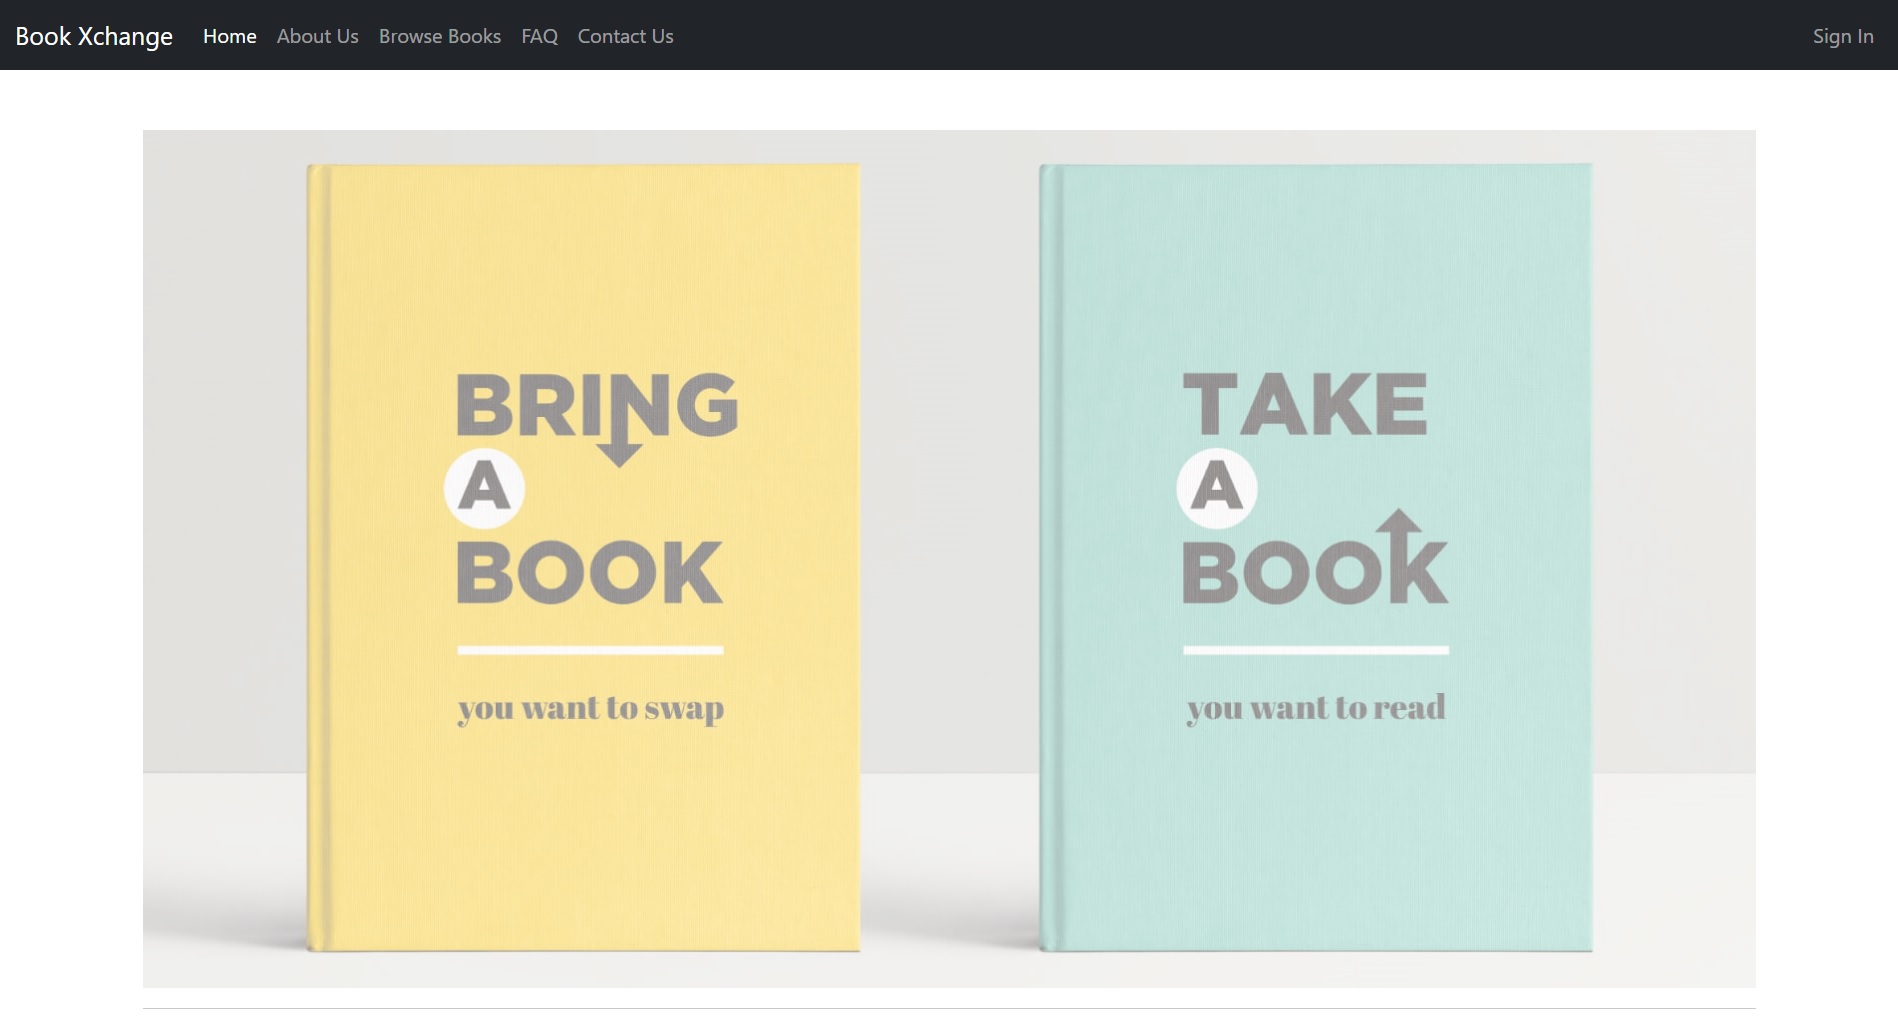 Book Xchange Home About Us Browse Books FAQ Contact Us Sign In
BRING
A
BOOK
you want to swap
TAKE
A
BOOK
you want to read